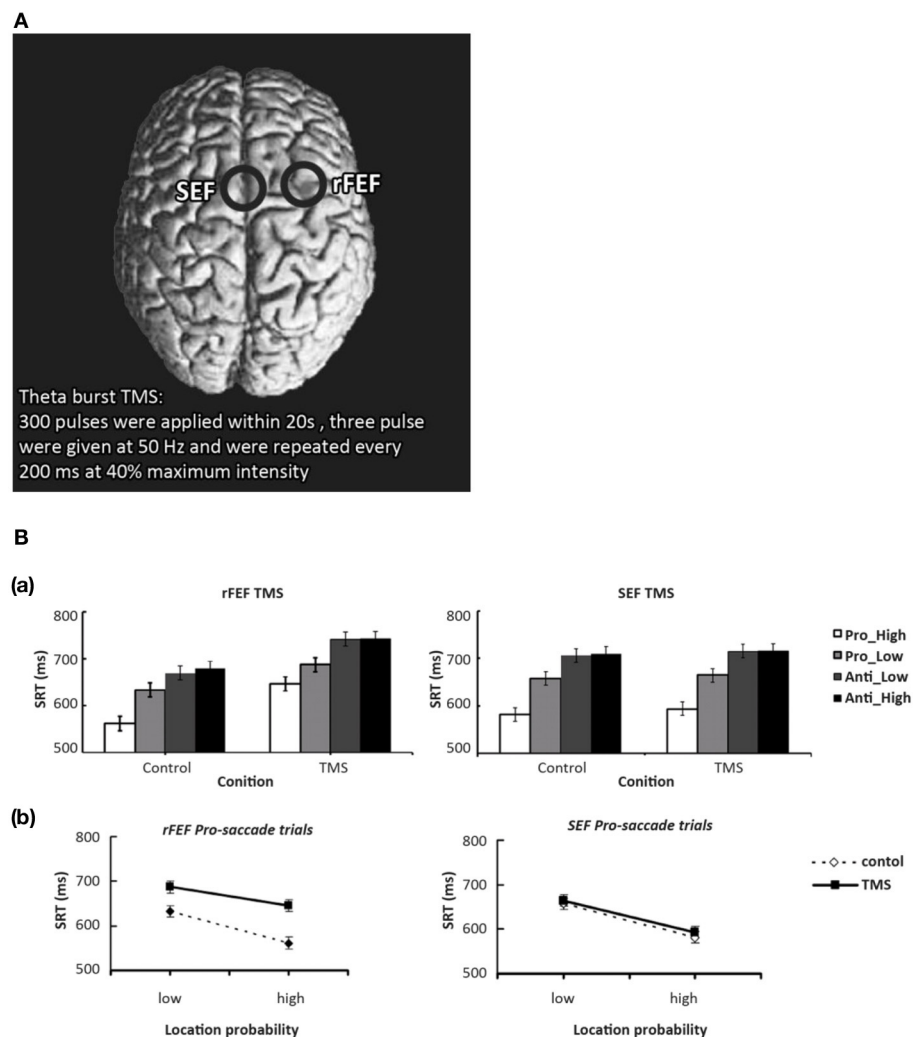 A
SEF
rFEF
Theta burst TMS:
300 pulses were applied within 20s , three pulse
were given at 50 Hz and were repeated every
200 ms at 40% maximum intensity
B
(a)
rFEF TMS
800
700
600
500
SRT (ms)
Control
TMS
Conition
SEF TMS
800
700
600
500
SRT (ms)
Control
TMS
Conition
Pro_High
Pro_Low
Anti_Low
Anti_High
(b)
rFEF Pro-saccade trials
800
700
600
500
SRT (ms)
low
high
Location probability
SEF Pro-saccade trials
800
700
600
500
SRT (ms)
low
high
Location probability
contol
TMS